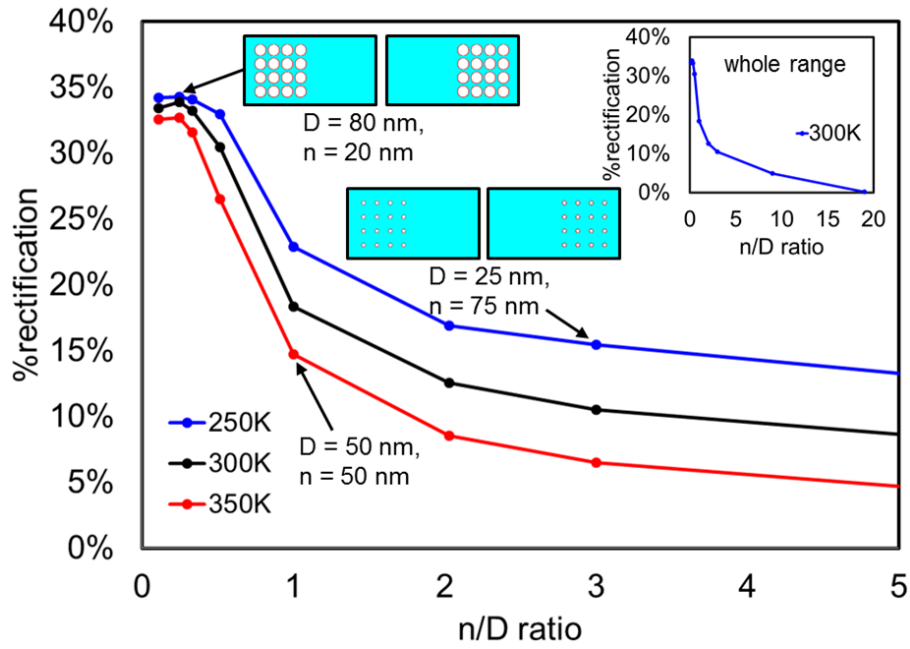 40%
35%
30%
25%
20%
15%
10%
5%
0%
%rectification
0
1
2
3
4
5
n/D ratio
D = 80 nm,
n = 20 nm
D = 25 nm,
n = 75 nm
D = 50 nm,
n = 50 nm
250K
300K
350K
40%
30%
20%
10%
0%
%rectification
whole range
300K
0
5
10
15
20
n/D ratio